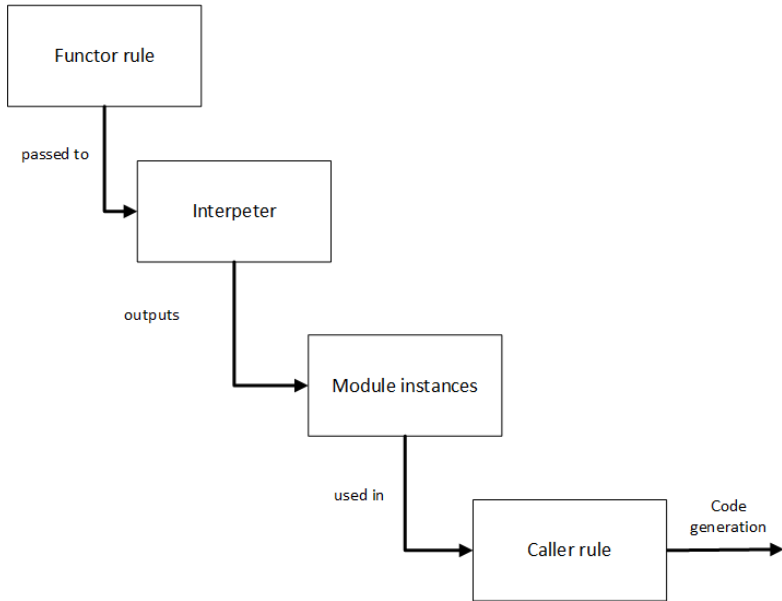 Functor rule
passed to
Interpeter
outputs
Module instances
used in
Caller rule
Code
generation